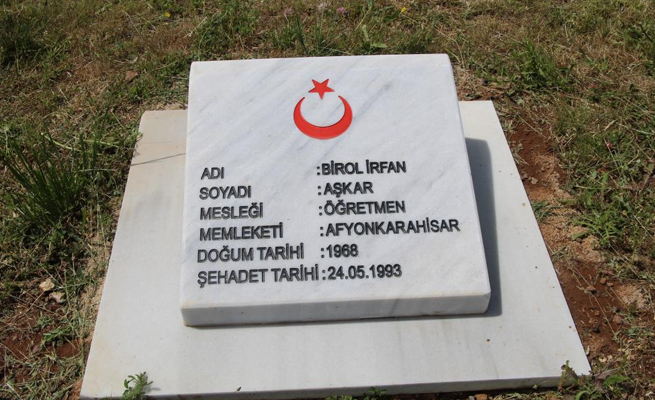 ADI :BİROL İRFAN
SOYADI :AŞKAR
MESLEĞİ :ÖĞRETMEN
MEMLEKETİ :AFYONKARAHİSAR
DOĞUM TARİHİ :1968
ŞEHADET TARİHİ :24.05.1993